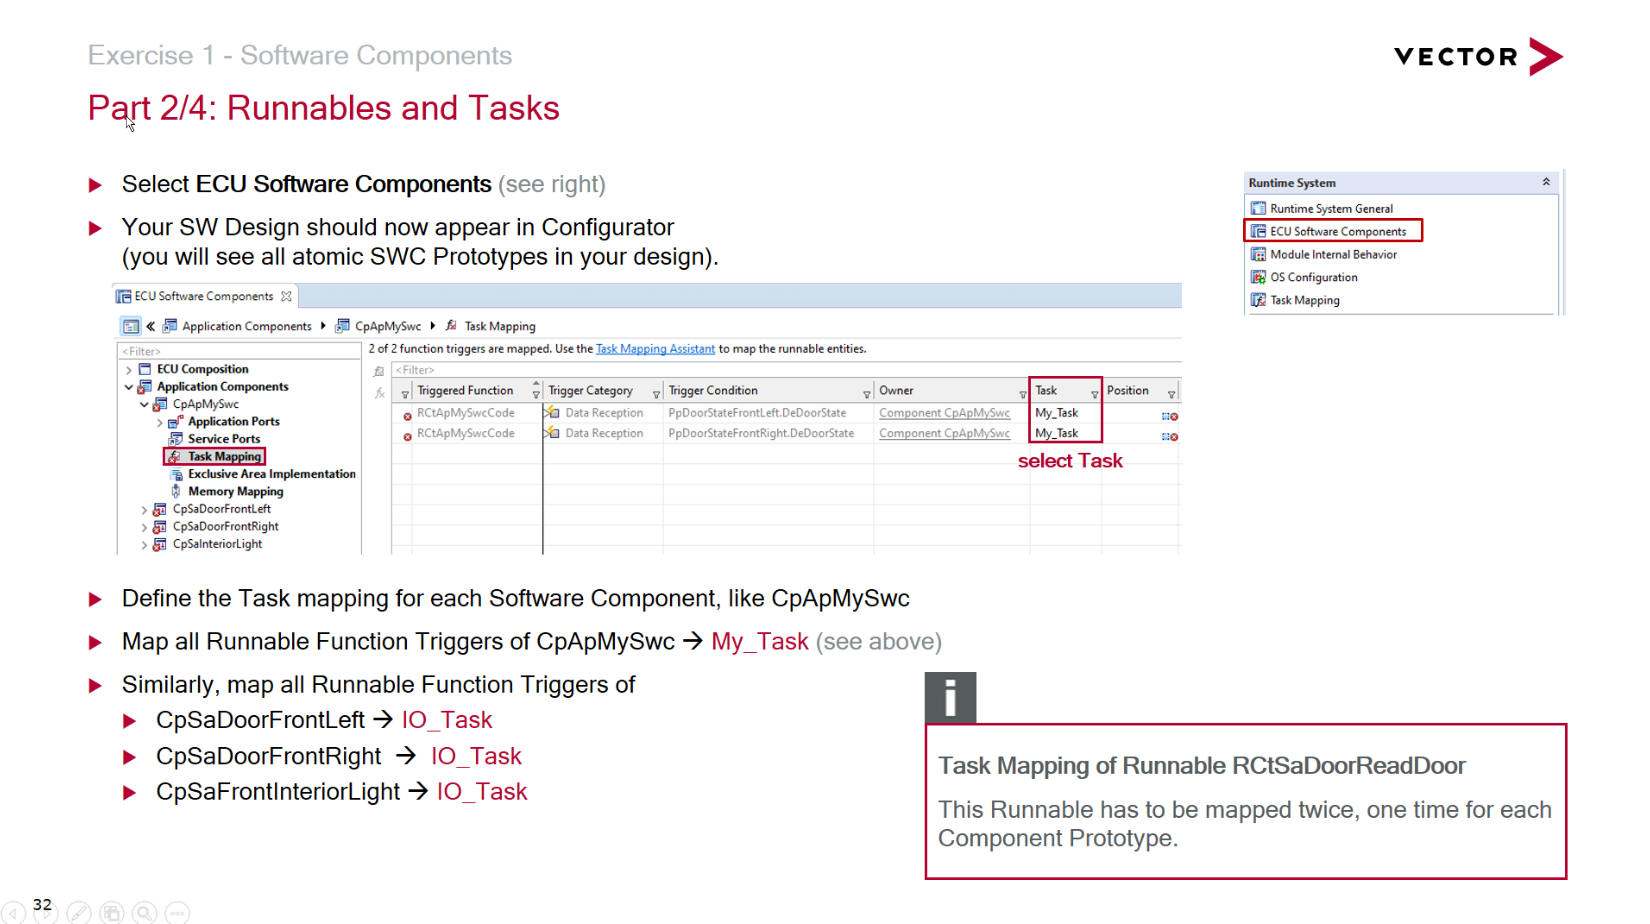 Exercise 1 - Software Components
VECTOR
Part 2/4: Runnables and Tasks
Select ECU Software Components (see right)
Your SW Design should now appear in Configurator
(you will see all atomic SWC Prototypes in your design).
Runtime System
Runtime System General
ECU Software Components
Module Internal Behavior
OS Configuration
Task Mapping
ECU Software Components
Application Components CpApMySwc Task Mapping
<Filter>
ECU Composition
Application Components
CpApMySwc
Application Ports
Service Ports
Task Mapping
Exclusive Area Implementation
Memory Mapping
CpSaDoorFrontLeft
CpSaDoorFrontRight
CpSaInteriorLight
2 of 2 function triggers are mapped. Use the Task Mapping Assistant to map the runnable entities.
<Filter>
Triggered Function Trigger Category Trigger Condition Owner Task Position
RCtApMySwcCode Data Reception PpDoorStateFrontLeft.DeDoorState Component CpApMySwc My_Task
RCtApMySwcCode Data Reception PpDoorStateFrontRight.DeDoorState Component CpApMySwc My_Task
select Task
Define the Task mapping for each Software Component, like CpApMySwc
Map all Runnable Function Triggers of CpApMySwc → My_Task (see above)
Similarly, map all Runnable Function Triggers of
CpSaDoorFrontLeft → IO_Task
CpSaDoorFrontRight → IO_Task
CpSaFrontInteriorLight → IO_Task
i
Task Mapping of Runnable RCtSaDoorReadDoor
This Runnable has to be mapped twice, one time for each
Component Prototype.
32